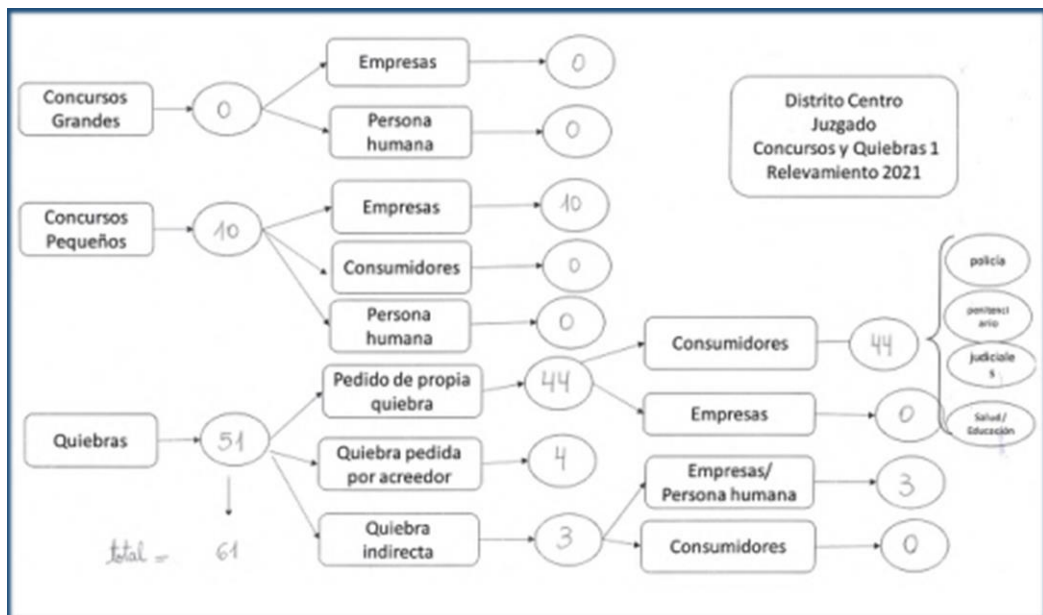 Distrito Centro
Juzgado
Concursos y Quiebras 1
Relevamiento 2021
Concursos
Grandes
0
Empresas
0
Persona
humana
0
Concursos
Pequeños
10
Empresas
10
Consumidores
0
Persona
humana
0
Quiebras
51
Pedido de propia
quiebra
44
Consumidores
44
policía
penitenci
ario
judiciale
s
Salud/
Educación
Empresas
0
Quiebra pedida
por acreedor
4
Quiebra
indirecta
3
Empresas/
Persona humana
3
Consumidores
0
total = 61